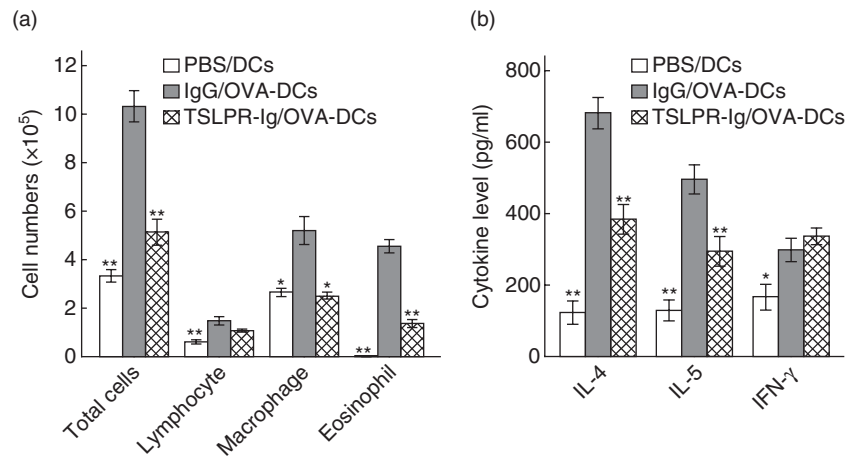 (a)
Cell numbers (×10⁵)
12
10
8
6
4
2
0
PBS/DCs
IgG/OVA-DCs
TSLPR-Ig/OVA-DCs
**
**
**
*
*
**
**
Total cells
Lymphocyte
Macrophage
Eosinophil
(b)
Cytokine level (pg/ml)
800
600
400
200
0
PBS/DCs
IgG/OVA-DCs
TSLPR-Ig/OVA-DCs
**
**
**
**
*
IL-4
IL-5
IFN-γ